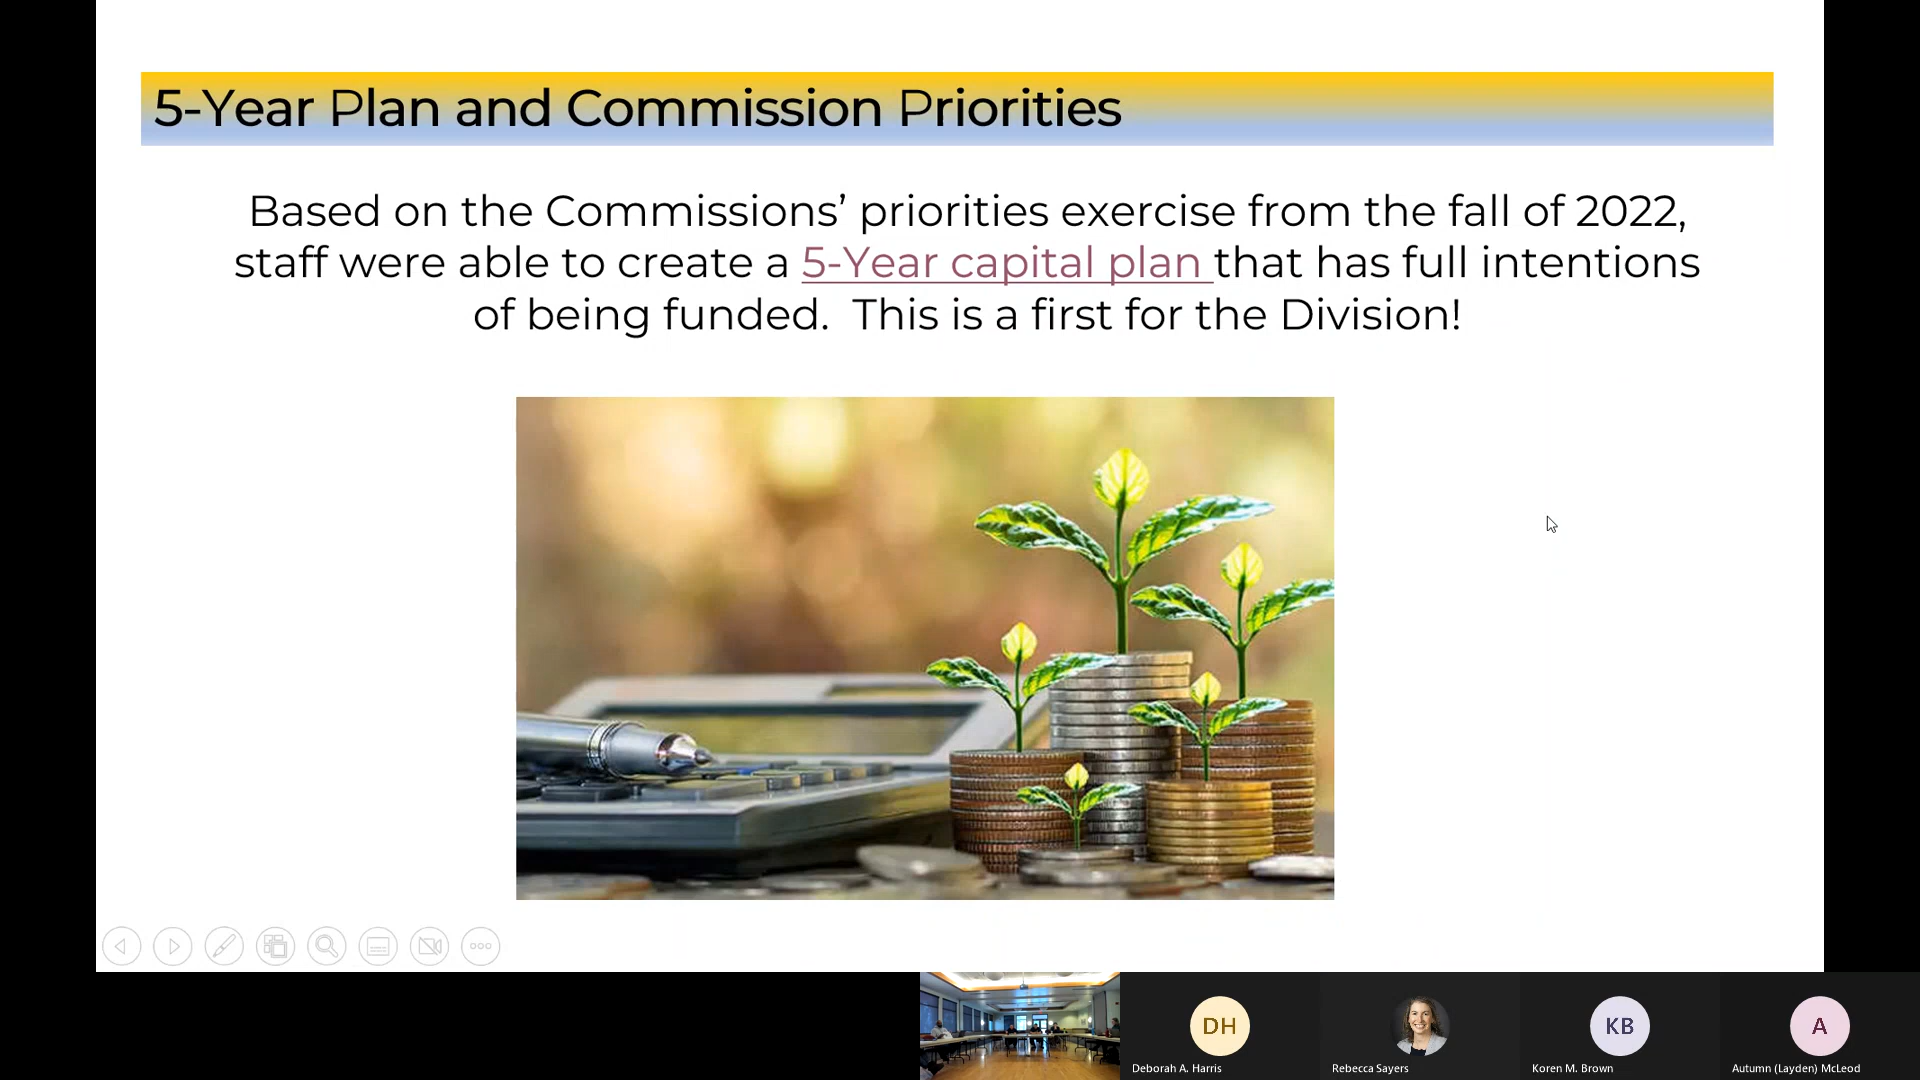 5-Year Plan and Commission Priorities
Based on the Commissions’ priorities exercise from the fall of 2022,
staff were able to create a 5-Year capital plan that has full intentions
of being funded.  This is a first for the Division!
DH
KB
A
Deborah A. Harris
Rebecca Sayers
Koren M. Brown
Autumn (Layden) McLeod